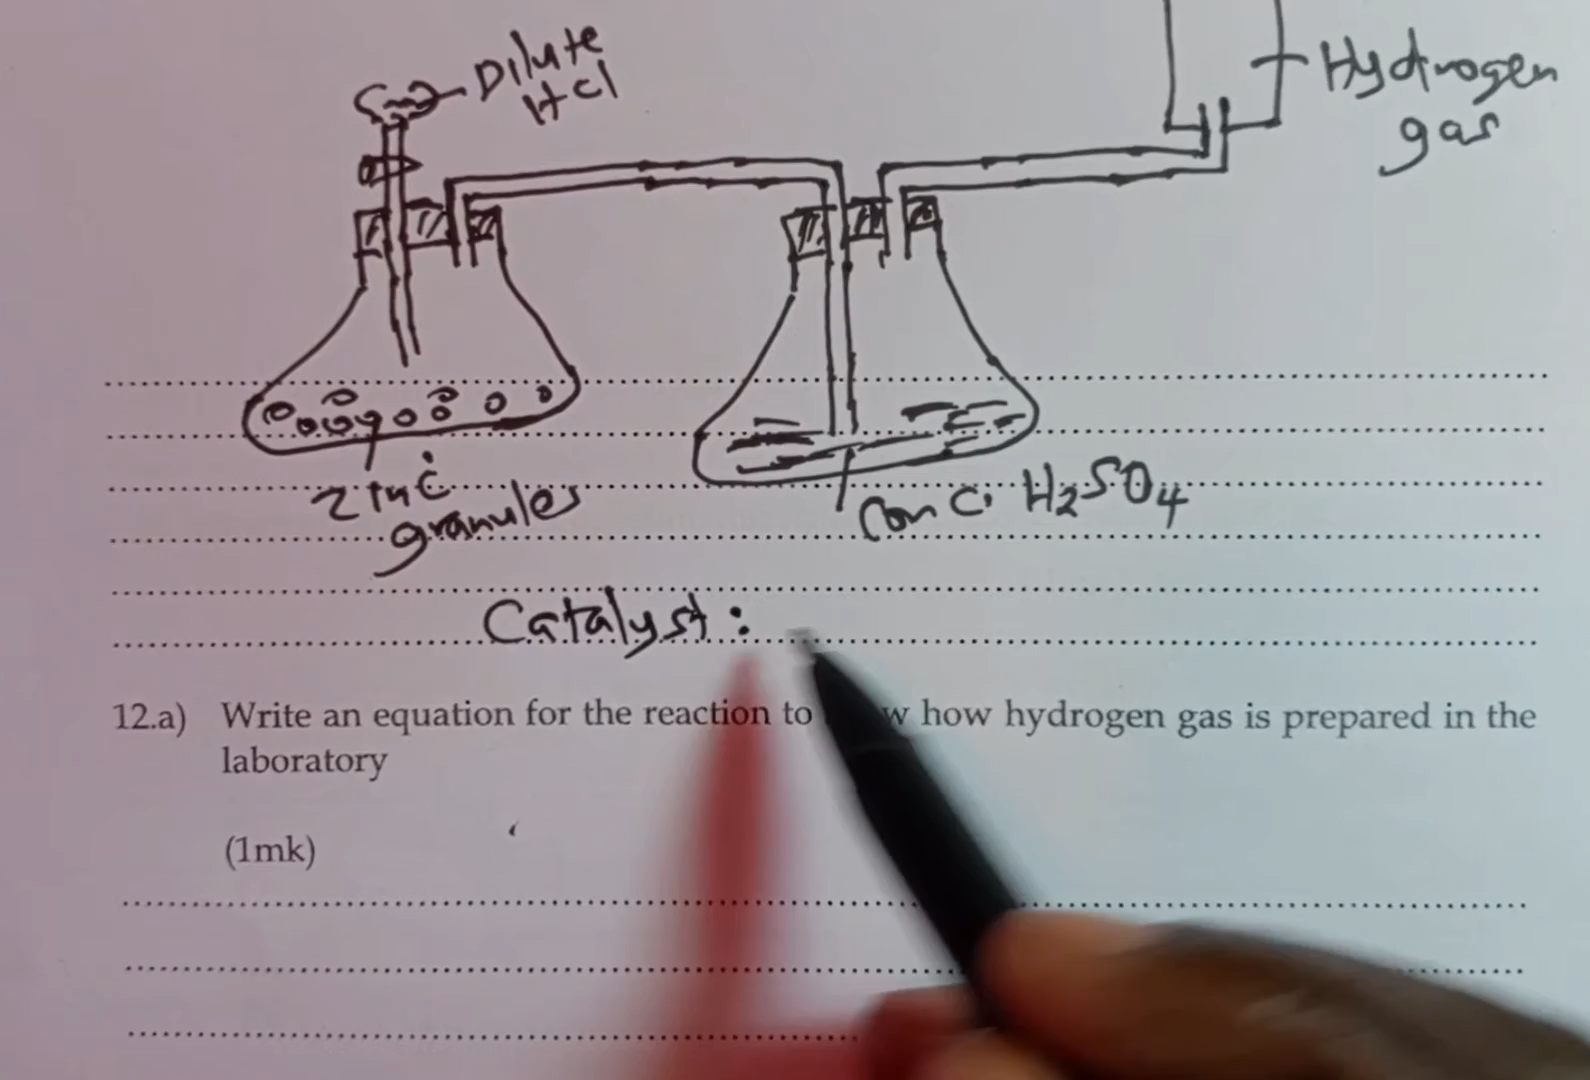 Dilute
HCl
Hydrogen
gas
Zinc
granules
Conc. H₂SO₄
Catalyst:
12.a) Write an equation for the reaction to how hydrogen gas is prepared in the
laboratory
(1mk)